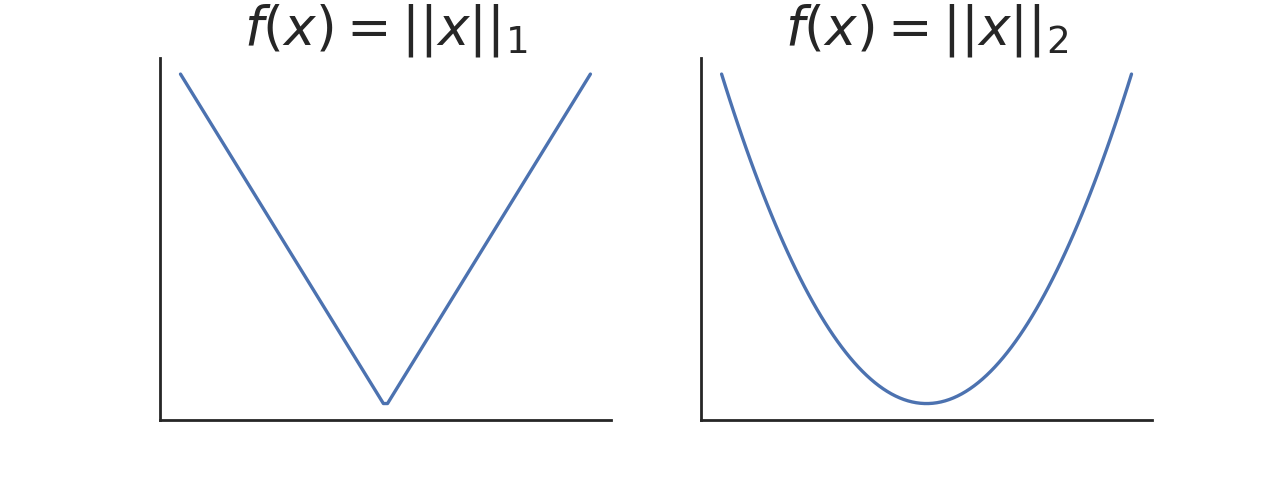 f(x) = ||x||₁
f(x) = ||x||₂